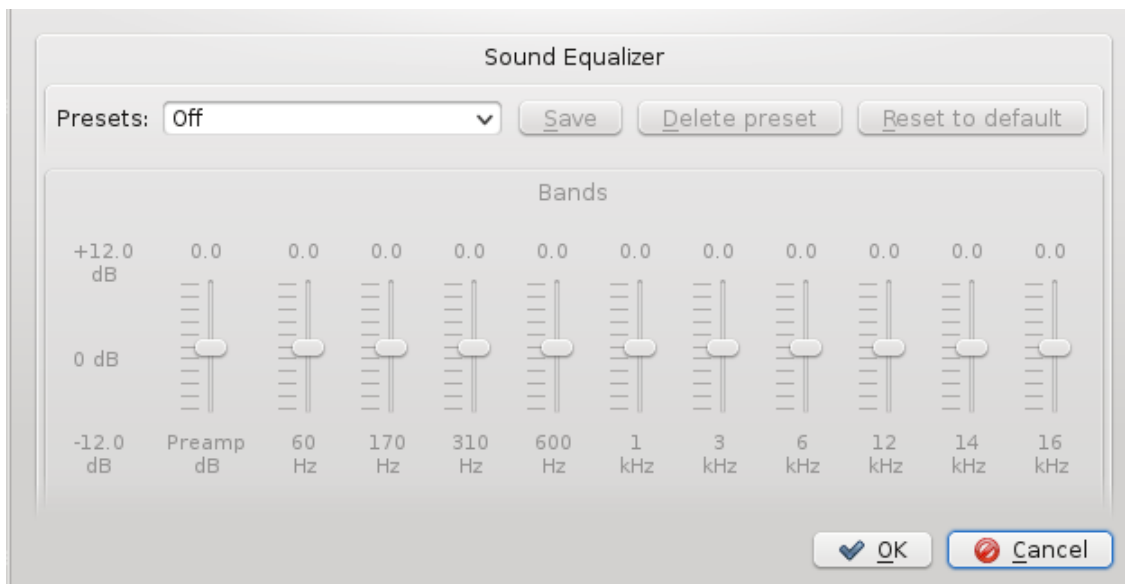 Sound Equalizer
Presets: Off Save Delete preset Reset to default
Bands
+12.0 0.0 0.0 0.0 0.0 0.0 0.0 0.0 0.0 0.0 0.0 0.0
dB
0 dB
-12.0 Preamp 60 170 310 600 1 3 6 12 14 16
dB dB Hz Hz Hz Hz kHz kHz kHz kHz kHz kHz
OK Cancel